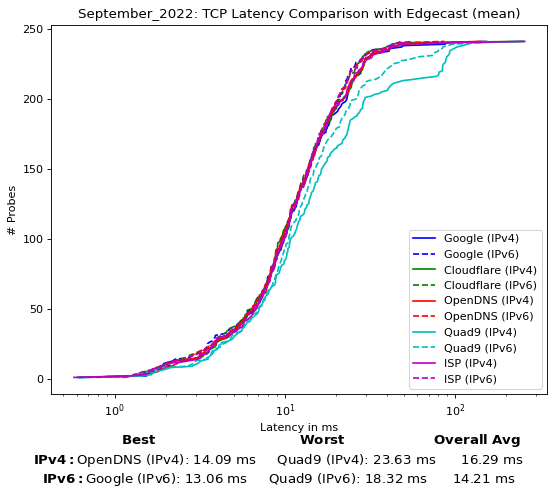 September_2022: TCP Latency Comparison with Edgecast (mean)
250
200
150
100
50
0
# Probes
Google (IPv4)
Google (IPv6)
Cloudflare (IPv4)
Cloudflare (IPv6)
OpenDNS (IPv4)
OpenDNS (IPv6)
Quad9 (IPv4)
Quad9 (IPv6)
ISP (IPv4)
ISP (IPv6)
10⁰ 10¹ 10²
Latency in ms
Best Worst Overall Avg
IPv4: OpenDNS (IPv4): 14.09 ms Quad9 (IPv4): 23.63 ms 16.29 ms
IPv6: Google (IPv6): 13.06 ms Quad9 (IPv6): 18.32 ms 14.21 ms